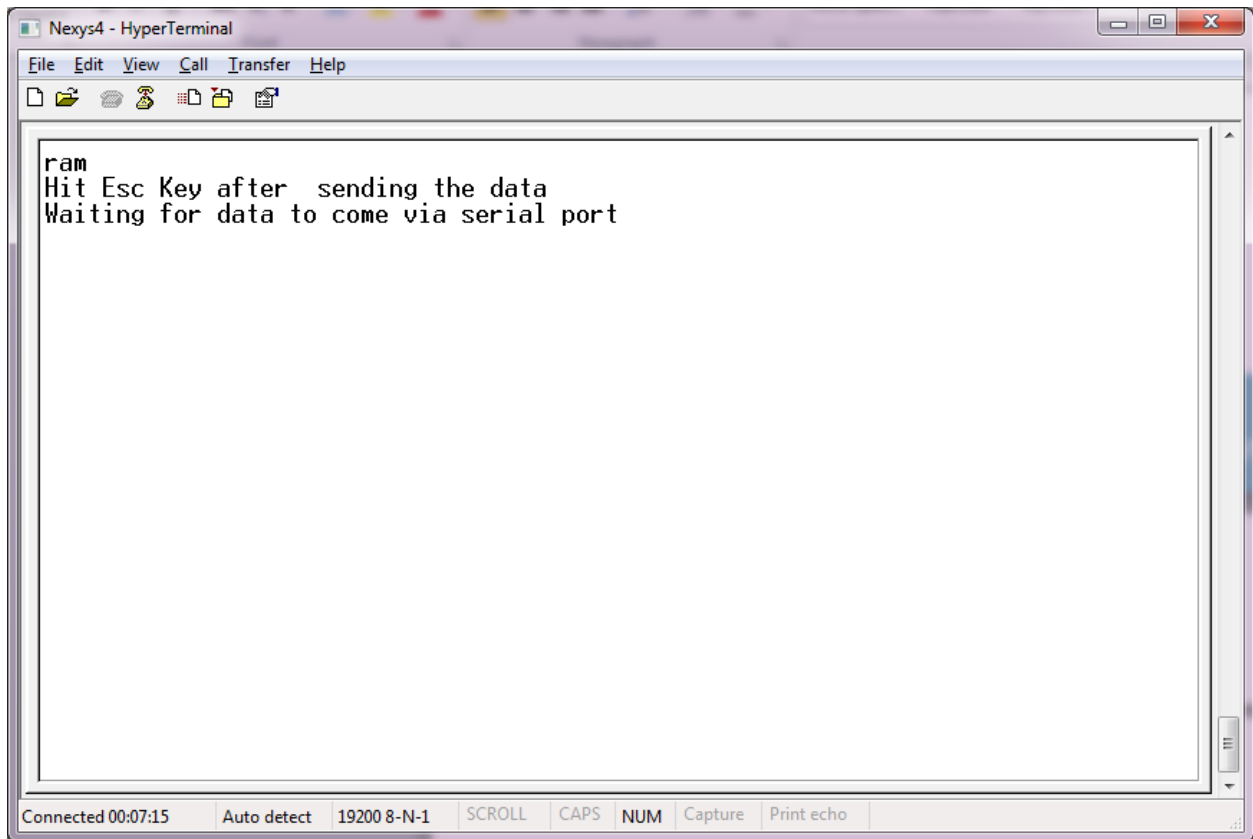 Nexys4 - HyperTerminal
File Edit View Call Transfer Help
ram
Hit Esc Key after  sending the data
Waiting for data to come via serial port
Connected 00:07:15 Auto detect 19200 8-N-1 SCROLL CAPS NUM Capture Print echo